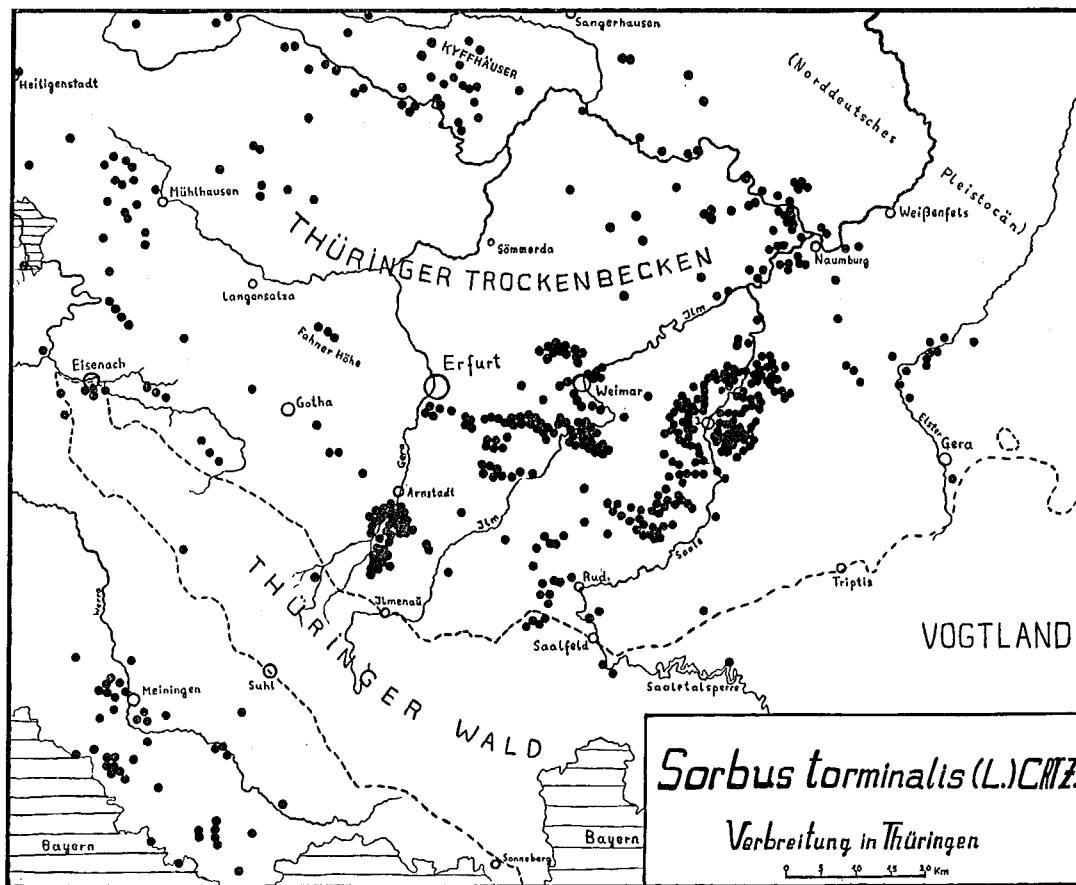 Sangerhausen
KYFFHÄUSER
Heiligenstadt
(Norddeutsches
Pleistocän)
Mühlhausen
Weißenfels
THÜRINGER TROCKENBECKEN
Sömmerda
Naumburg
Langensalza
Ilm
Fahner Höhe
Erfurt
Eisenach
Weimar
Gotha
J.
Elster
Gera
Gera
Arnstadt
Ilm
Saale
THÜRINGER WALD
Rud.
Triptis
Ilmenau
Werra
Saalfeld
VOGTLAND
Suhl
Meiningen
Saaletalsperre
Sorbus torminalis (L.) CRTZ.
Verbreitung in Thüringen
Bayern
Bayern
Sonneberg
0 5 10 15 20 Km